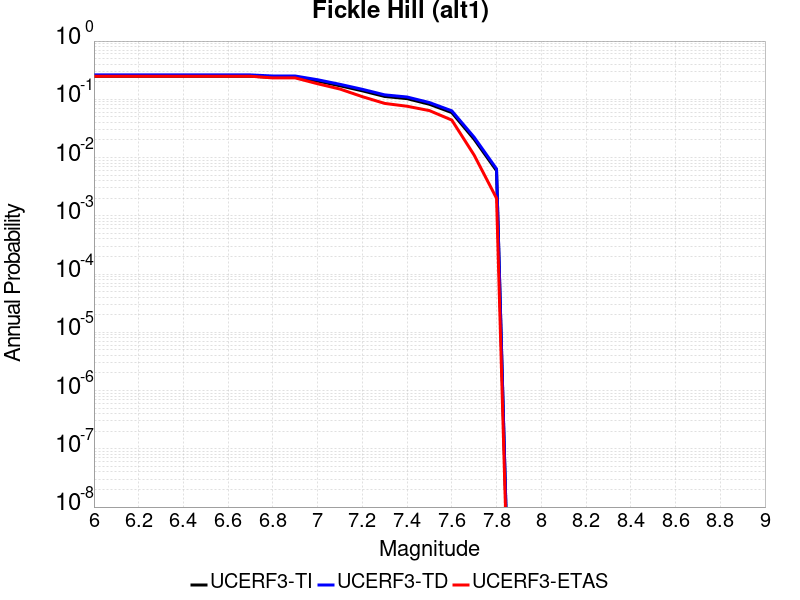 Fickle Hill (alt1)
10^0
10^-1
10^-2
10^-3
10^-4
10^-5
10^-6
10^-7
10^-8
Annual Probability
6 6.2 6.4 6.6 6.8 7 7.2 7.4 7.6 7.8 8 8.2 8.4 8.6 8.8 9
Magnitude
UCERF3-TI UCERF3-TD UCERF3-ETAS